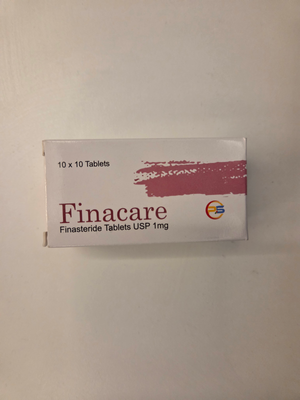 10 x 10 Tablets
Finacare
Finasteride Tablets USP 1mg